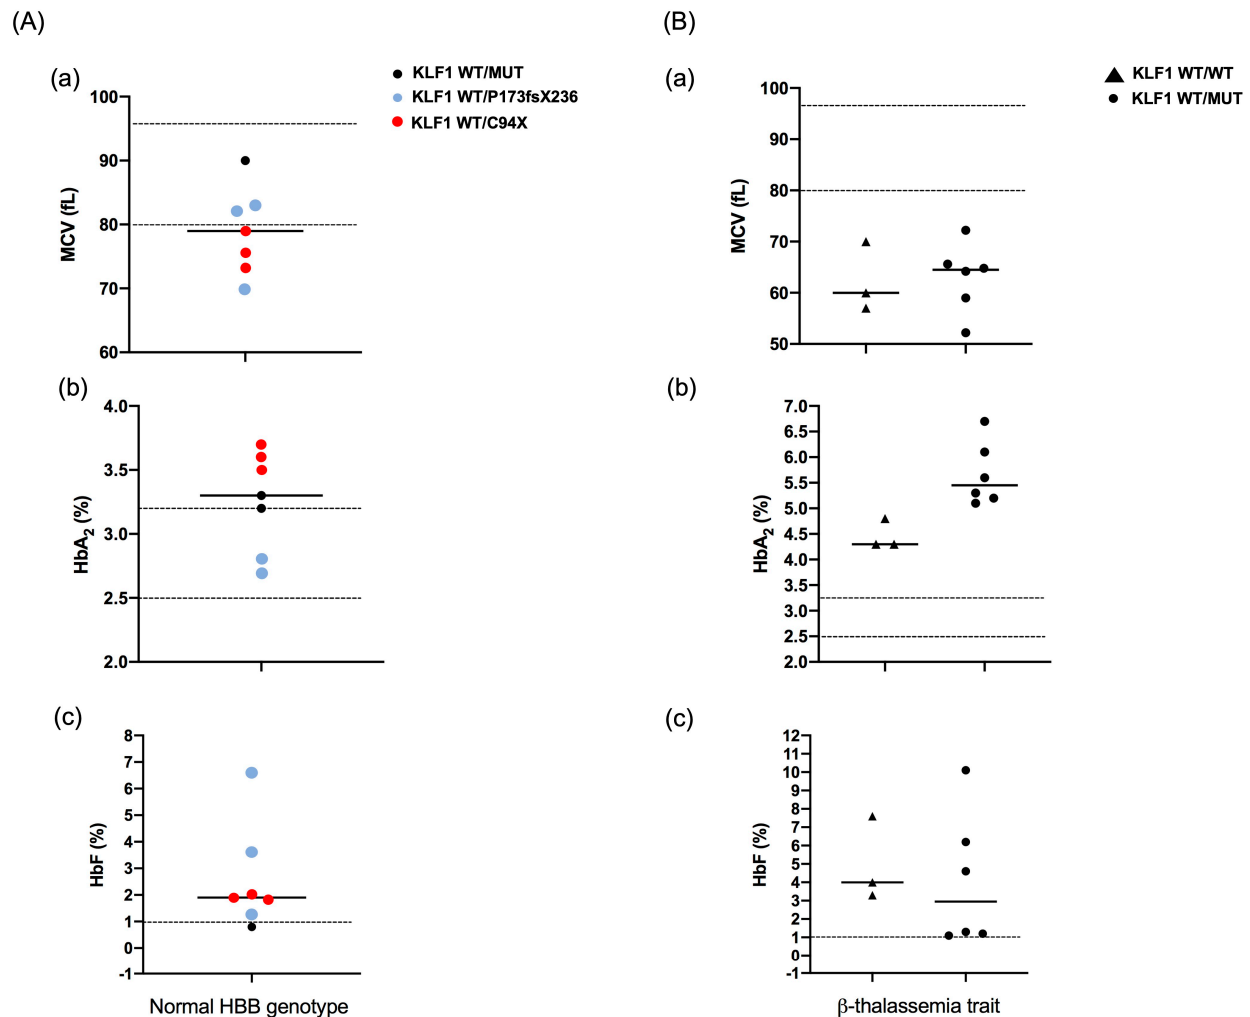 (A)
(a)
KLF1 WT/MUT
KLF1 WT/P173fsX236
KLF1 WT/C94X
100
90
80
70
60
MCV (fL)
(b)
4.0
3.5
3.0
2.5
2.0
HbA2 (%)
(c)
8
7
6
5
4
3
2
1
0
-1
HbF (%)
Normal HBB genotype
(B)
(a)
KLF1 WT/WT
KLF1 WT/MUT
100
90
80
70
60
50
MCV (fL)
(b)
7.0
6.5
6.0
5.5
5.0
4.5
4.0
3.5
3.0
2.5
2.0
HbA2 (%)
(c)
12
11
10
9
8
7
6
5
4
3
2
1
0
-1
HbF (%)
β-thalassemia trait